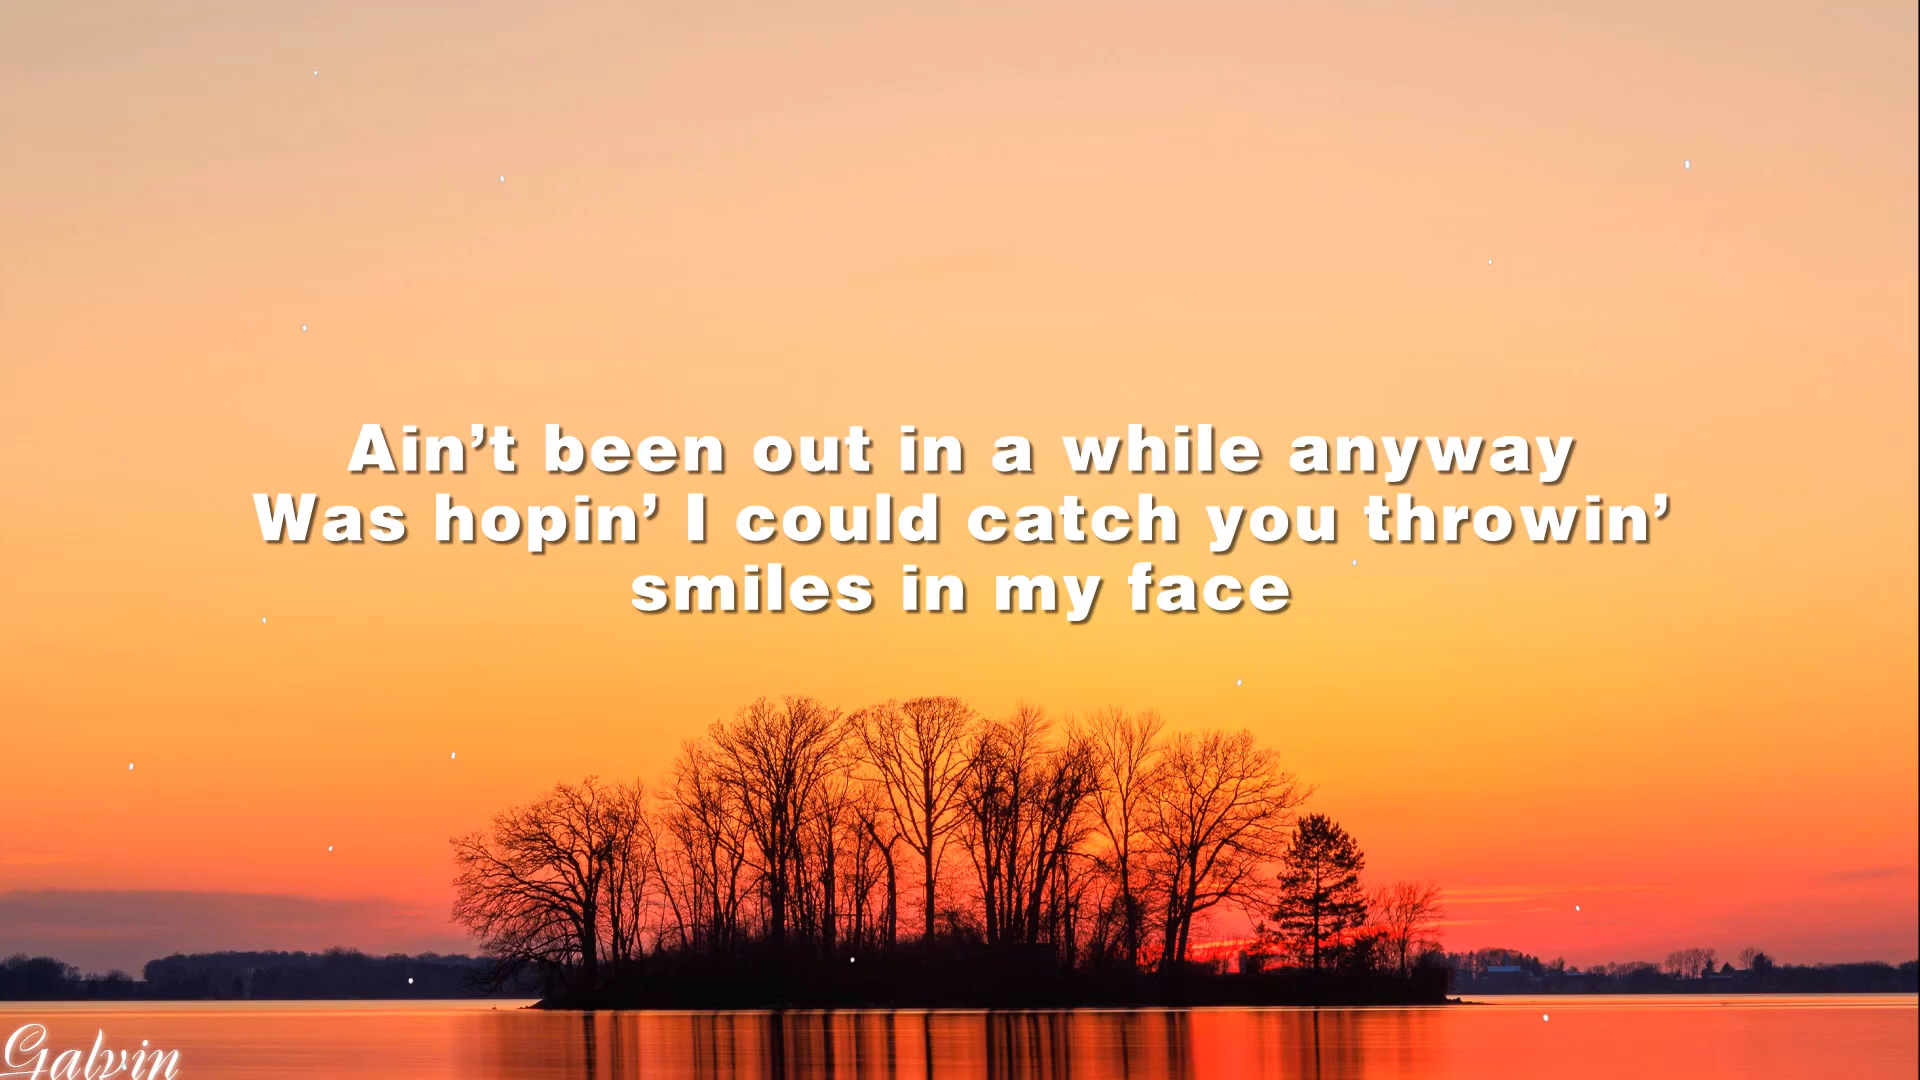 Ain’t been out in a while anyway
Was hopin’ I could catch you throwin’
smiles in my face
Galvin